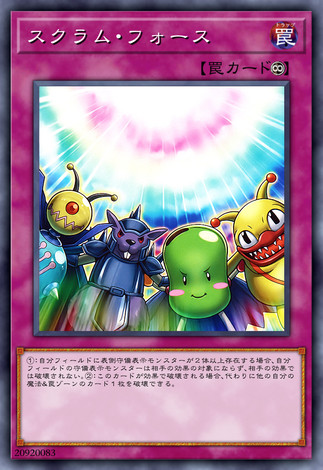 スクラム・フォース
トラップ
罠
【罠カード】
①:自分フィールドに表側守備表示モンスターが2体以上存在する場合、自分
フィールドの守備表示モンスターは相手の効果の対象にならず、相手の効果で
は破壊されない。②:このカードが効果で破壊される場合、代わりに他の自分の
魔法&罠ゾーンのカード1枚を破壊できる。
20920083